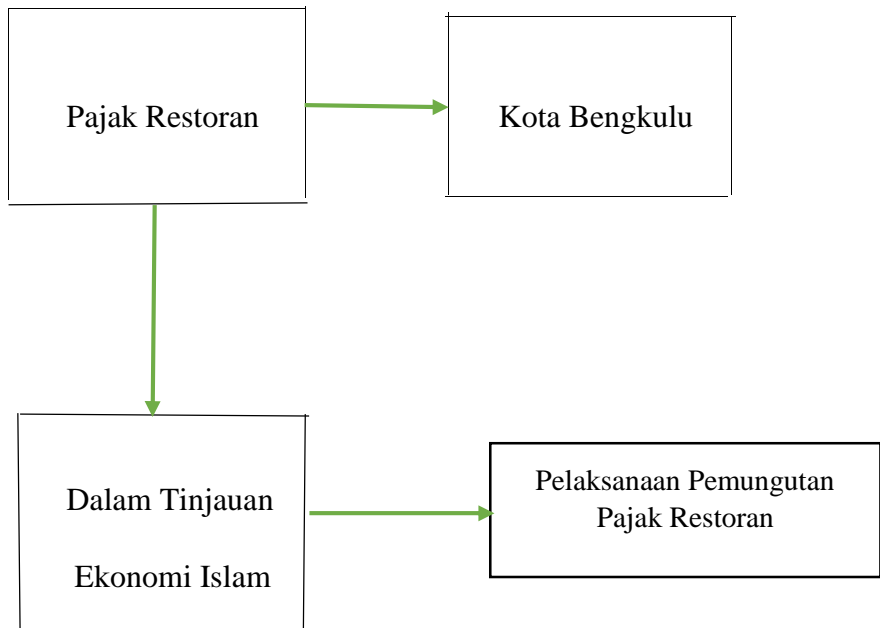 Pajak Restoran
Kota Bengkulu
Dalam Tinjauan
Ekonomi Islam
Pelaksanaan Pemungutan
Pajak Restoran